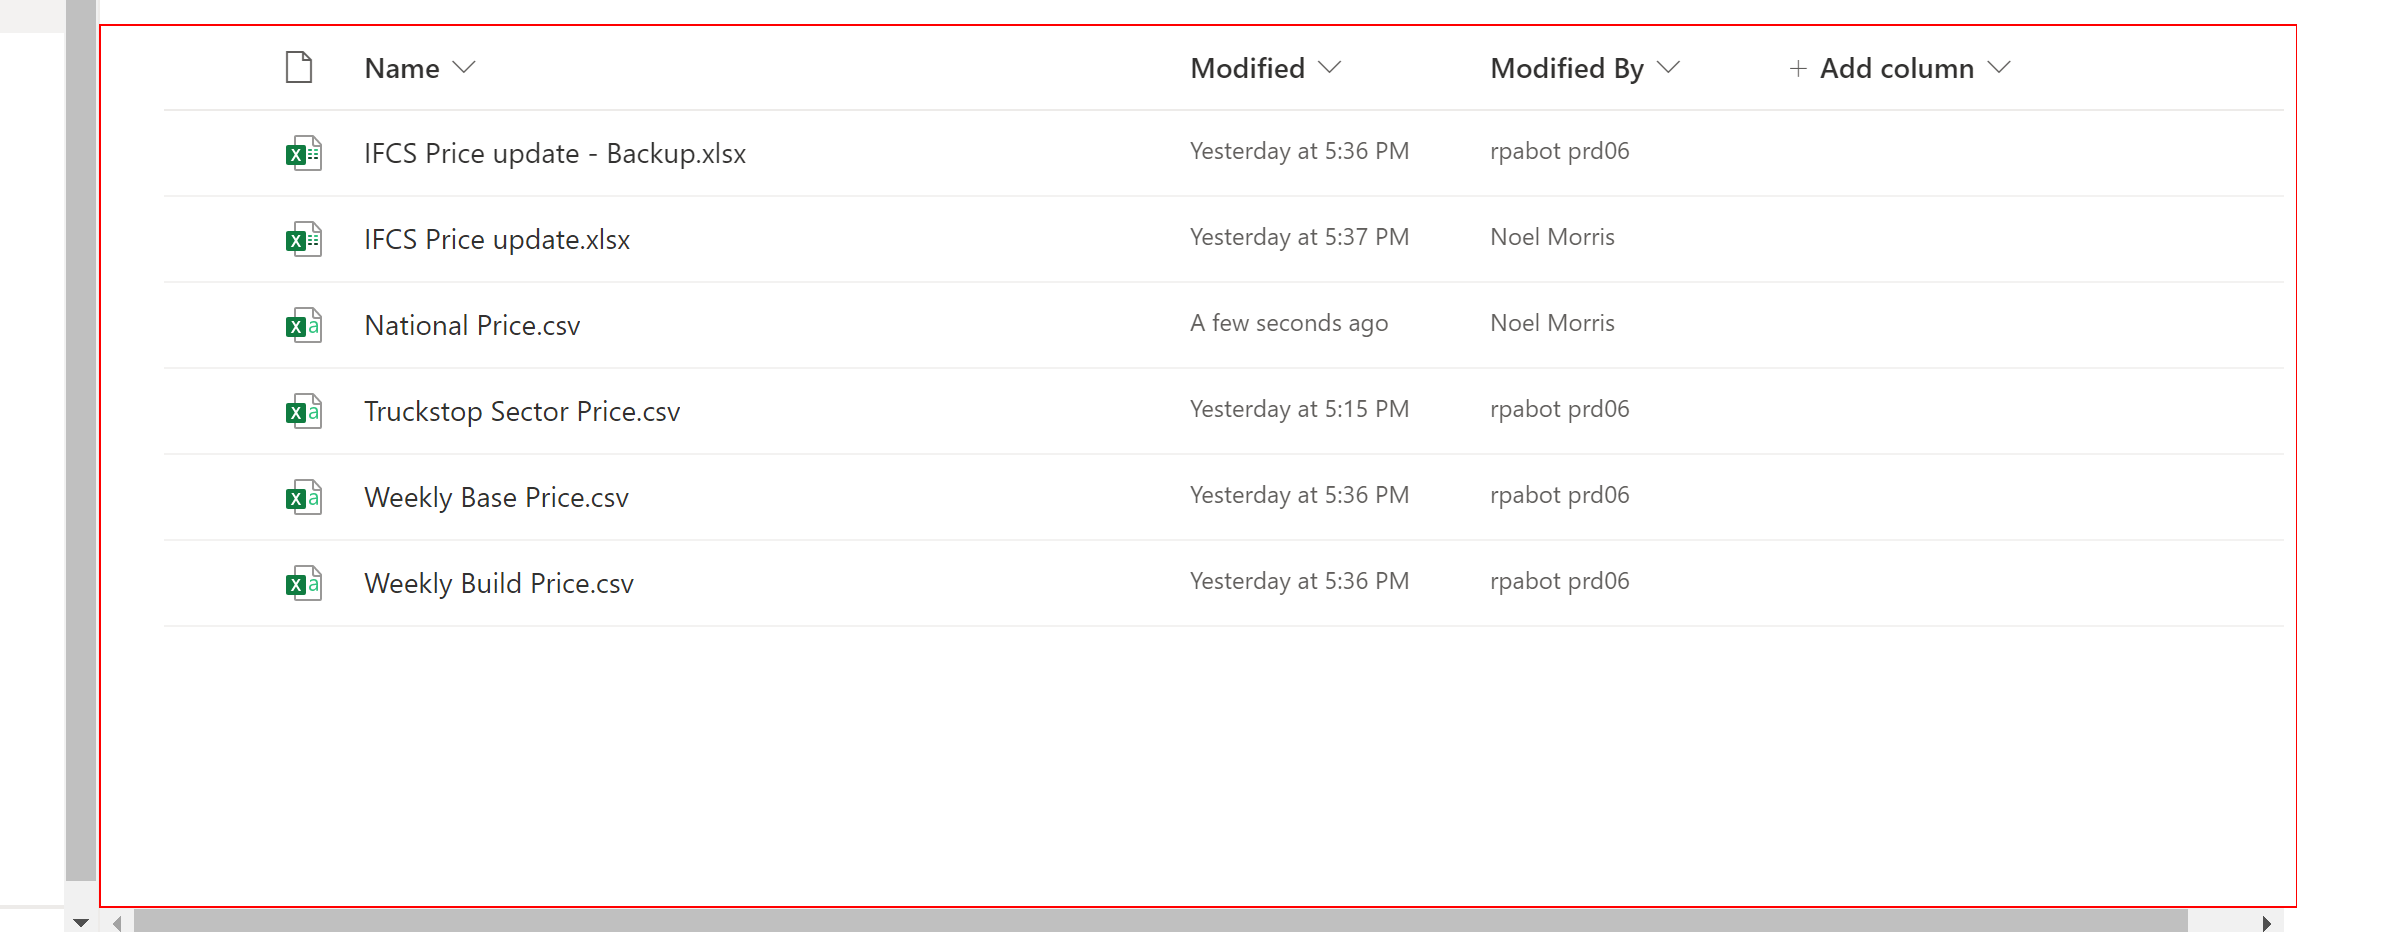 Name Modified Modified By + Add column
IFCS Price update - Backup.xlsx Yesterday at 5:36 PM rpabot prd06
IFCS Price update.xlsx Yesterday at 5:37 PM Noel Morris
National Price.csv A few seconds ago Noel Morris
Truckstop Sector Price.csv Yesterday at 5:15 PM rpabot prd06
Weekly Base Price.csv Yesterday at 5:36 PM rpabot prd06
Weekly Build Price.csv Yesterday at 5:36 PM rpabot prd06